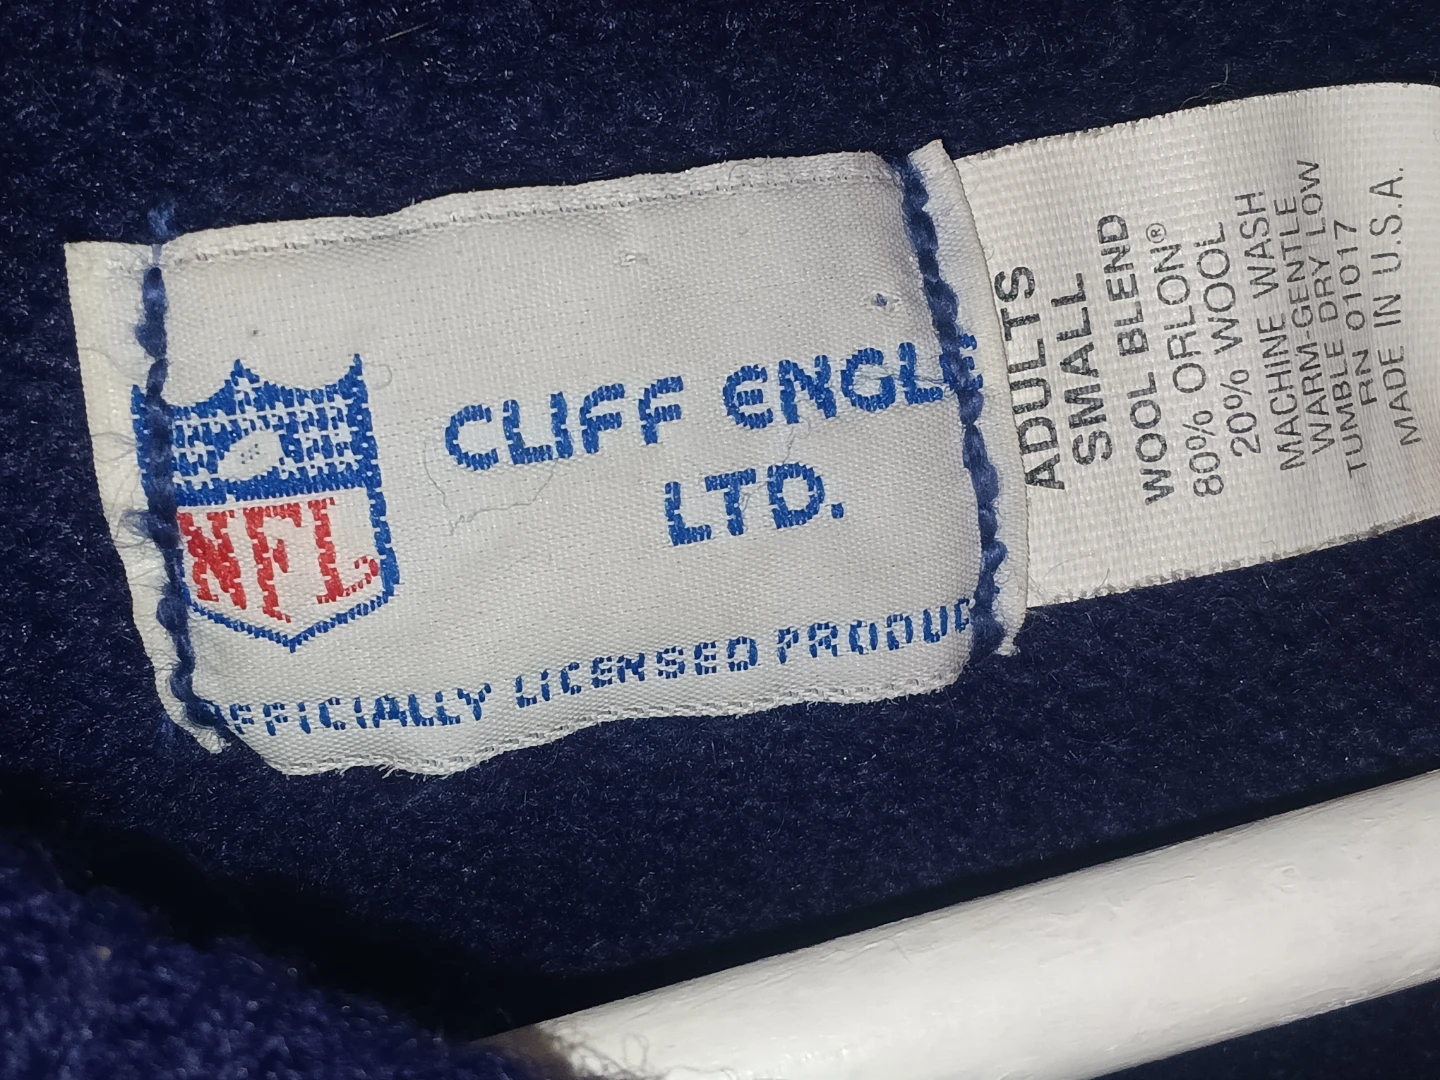 NFL
CLIFF ENGLE
LTD.
OFFICIALLY LICENSED PRODUC
ADULTS
SMALL
WOOL BLEND
80% ORLON®
20% WOOL
MACHINE WASH
WARM-GENTLE
TUMBLE DRY LOW
RN 01017
MADE IN U.S.A.